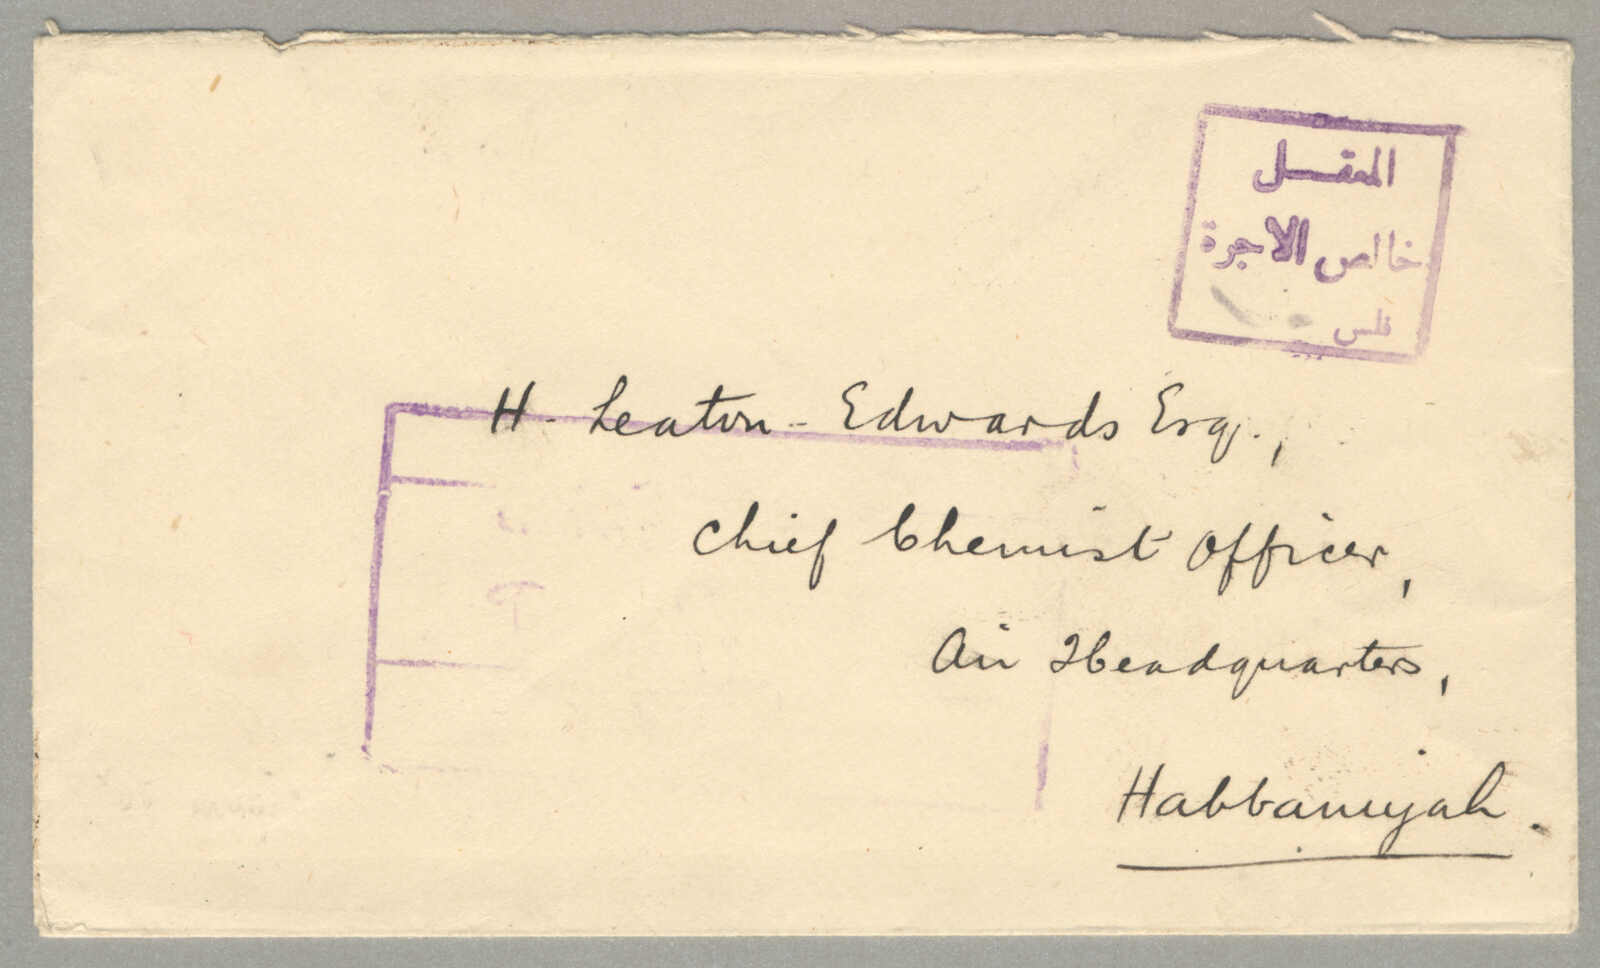 المعقل
خالص الاجرة
فلس
H. Leaton-Edwards Esq.,
Chief Chemist Officer,
Air Headquarters,
Habbaniyah.